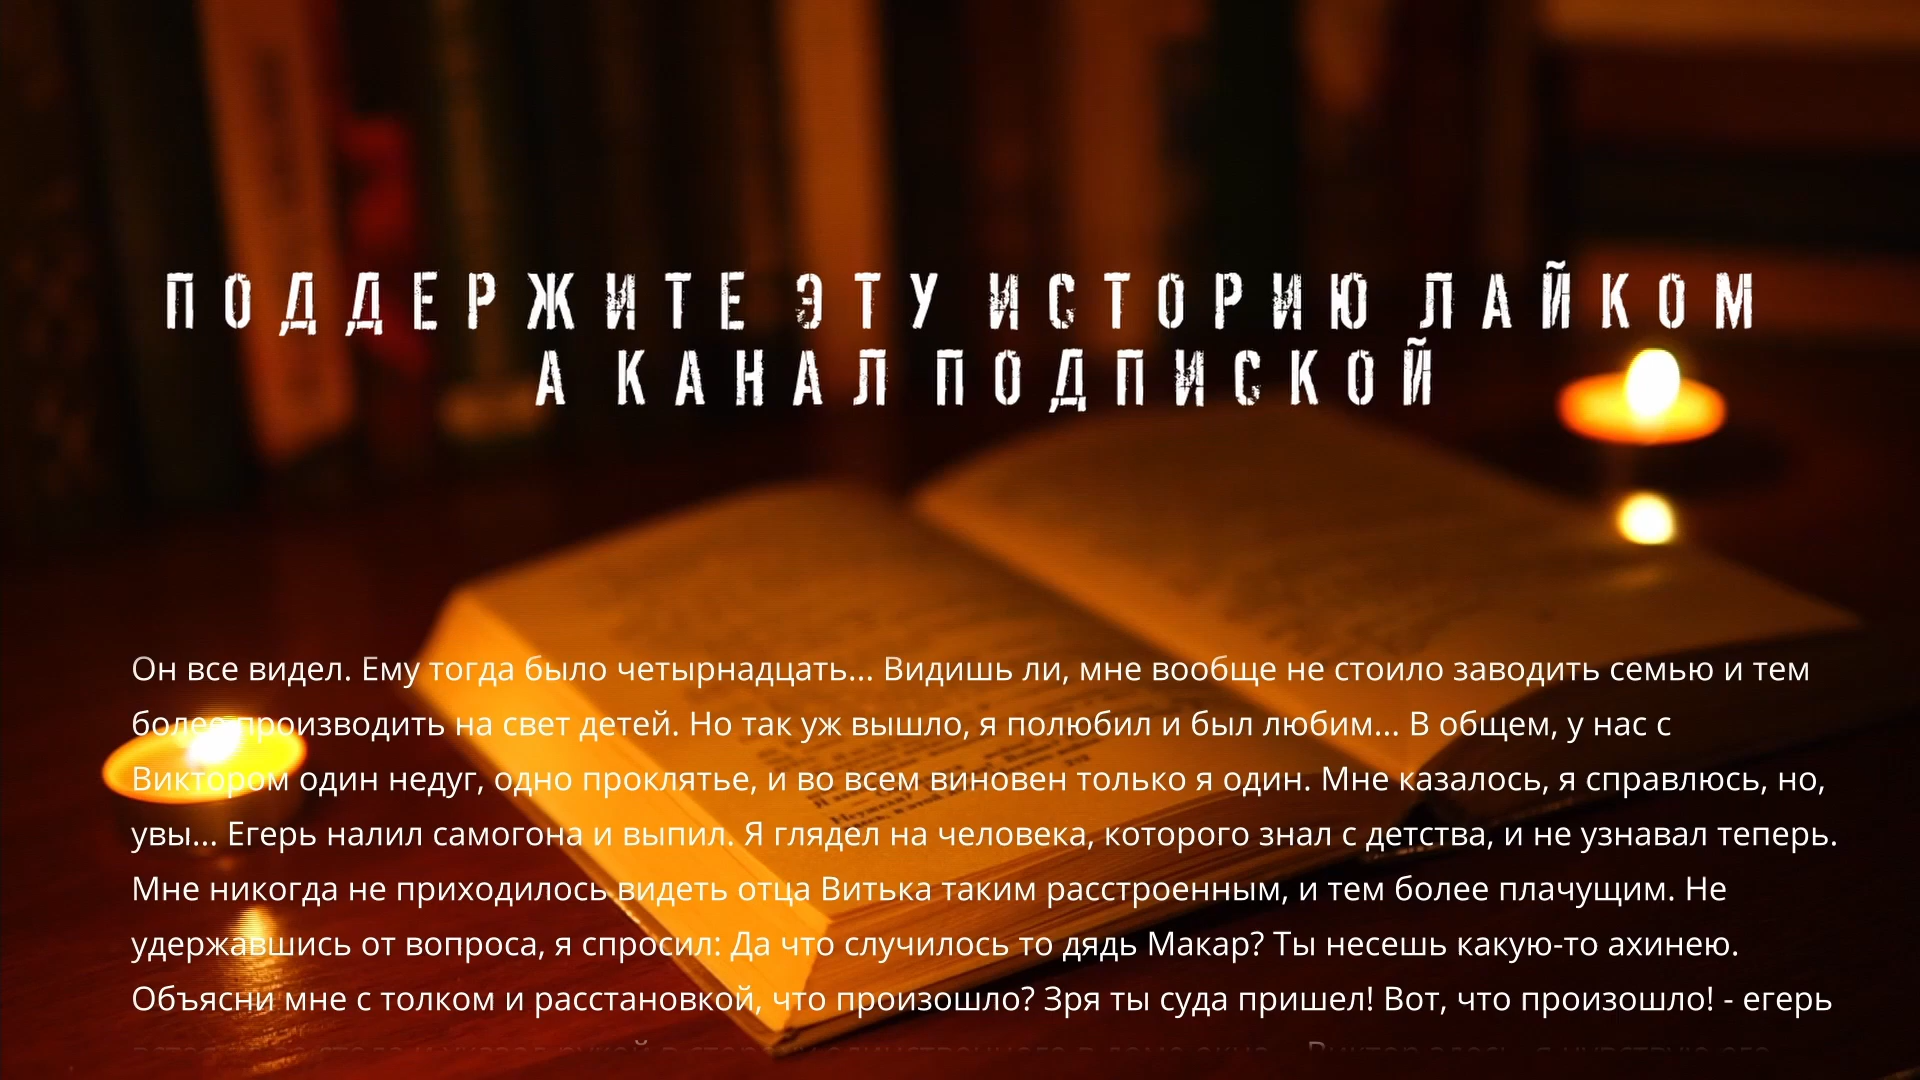 ПОДДЕРЖИТЕ ЭТУ ИСТОРИЮ ЛАЙКОМ
А КАНАЛ ПОДПИСКОЙ
Он все видел. Ему тогда было четырнадцать... Видишь ли, мне вообще не стоило заводить семью и тем
более производить на свет детей. Но так уж вышло, я полюбил и был любим... В общем, у нас с
Виктором один недуг, одно проклятье, и во всем виновен только я один. Мне казалось, я справлюсь, но,
увы... Егерь налил самогона и выпил. Я глядел на человека, которого знал с детства, и не узнавал теперь.
Мне никогда не приходилось видеть отца Витька таким расстроенным, и тем более плачущим. Не
удержавшись от вопроса, я спросил: Да что случилось то дядь Макар? Ты несешь какую-то ахинею.
Объясни мне с толком и расстановкой, что произошло? Зря ты суда пришел! Вот, что произошло! - егерь